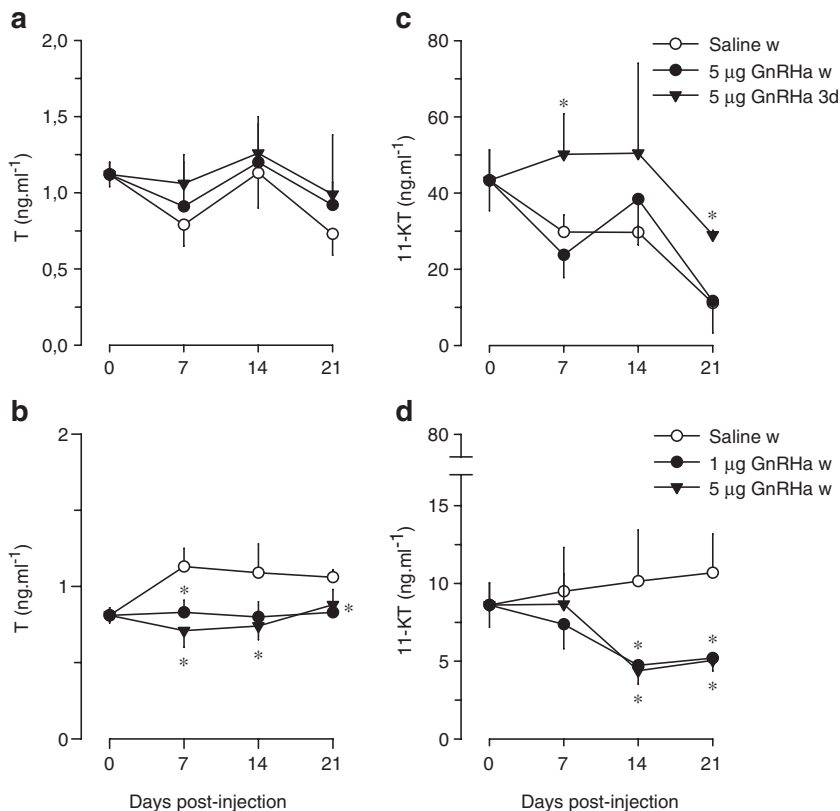 a
2,0
1,5
1,0
0,5
0,0
T (ng.ml-1)
0 7 14 21
c
80
60
40
20
0
11-KT (ng.ml-1)
*
*
0 7 14 21
Saline w
5 μg GnRHa w
5 μg GnRHa 3d
b
2
1
0
T (ng.ml-1)
*
*
*
*
0 7 14 21
Days post-injection
d
80
15
10
5
0
11-KT (ng.ml-1)
* *
* *
0 7 14 21
Days post-injection
Saline w
1 μg GnRHa w
5 μg GnRHa w